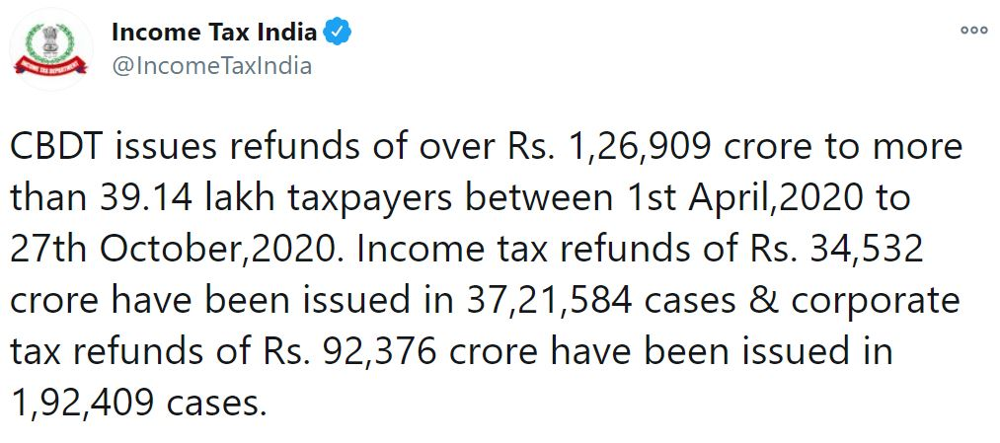 Income Tax India
@IncomeTaxIndia
CBDT issues refunds of over Rs. 1,26,909 crore to more
than 39.14 lakh taxpayers between 1st April,2020 to
27th October,2020. Income tax refunds of Rs. 34,532
crore have been issued in 37,21,584 cases & corporate
tax refunds of Rs. 92,376 crore have been issued in
1,92,409 cases.
INCOME TAX DEPARTMENT